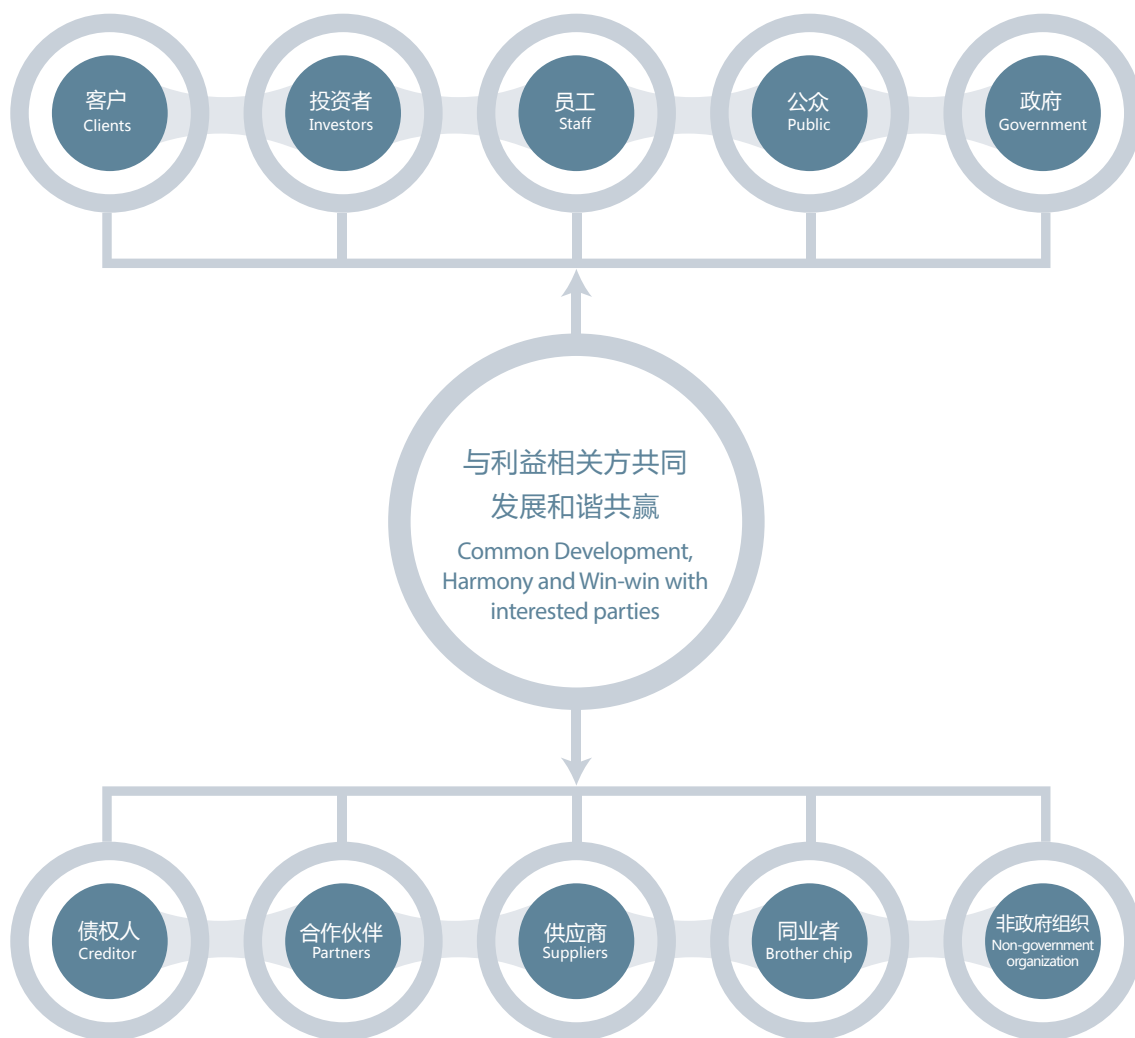 客户
Clients
投资者
Investors
员工
Staff
公众
Public
政府
Government
与利益相关方共同
发展和谐共赢
Common Development,
Harmony and Win-win with
interested parties
债权人
Creditor
合作伙伴
Partners
供应商
Suppliers
同业者
Brother chip
非政府组织
Non-government
organization